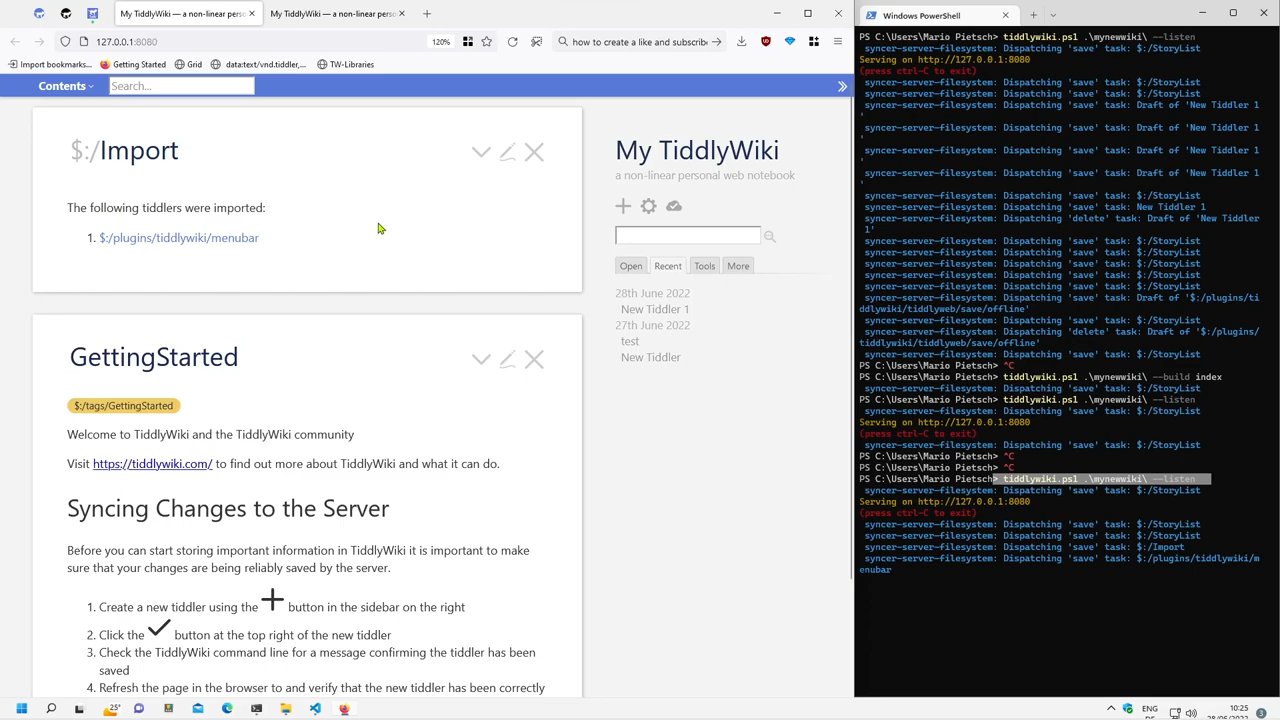 My TiddlyWiki — a non-linear perso
My TiddlyWiki — a non-linear perso
127.0.0.1:8080
120%
how to create a like and subscribe
Import bookmarks...
Getting Started
Grid
data:text/vnd.tiddler,...
TW-Libraries
Contents
Search...
$:/Import
The following tiddlers were imported:
1. $:/plugins/tiddlywiki/menubar
GettingStarted
$:/tags/GettingStarted
Welcome to TiddlyWiki and the TiddlyWiki community
Visit https://tiddlywiki.com/ to find out more about TiddlyWiki and what it can do.
Syncing Changes to the Server
Before you can start storing important information in TiddlyWiki it is important to make
sure that your changes are being reliably saved by the server.
1. Create a new tiddler using the button in the sidebar on the right
2. Click the button at the top right of the new tiddler
3. Check the TiddlyWiki command line for a message confirming the tiddler has been
saved
4. Refresh the page in the browser to and verify that the new tiddler has been correctly
My TiddlyWiki
a non-linear personal web notebook
Open
Recent
Tools
More
28th June 2022
New Tiddler 1
27th June 2022
test
New Tiddler
Windows PowerShell
PS C:\Users\Mario Pietsch> tiddlywiki.ps1 .\mynewwiki\ --listen
syncer-server-filesystem: Dispatching 'save' task: $:/StoryList
Serving on http://127.0.0.1:8080
(press ctrl-C to exit)
syncer-server-filesystem: Dispatching 'save' task: $:/StoryList
syncer-server-filesystem: Dispatching 'save' task: $:/StoryList
syncer-server-filesystem: Dispatching 'save' task: Draft of 'New Tiddler 1
'
syncer-server-filesystem: Dispatching 'save' task: Draft of 'New Tiddler 1
'
syncer-server-filesystem: Dispatching 'save' task: Draft of 'New Tiddler 1
'
syncer-server-filesystem: Dispatching 'save' task: Draft of 'New Tiddler 1
'
syncer-server-filesystem: Dispatching 'save' task: $:/StoryList
syncer-server-filesystem: Dispatching 'save' task: New Tiddler 1
syncer-server-filesystem: Dispatching 'delete' task: Draft of 'New Tiddler
1'
syncer-server-filesystem: Dispatching 'save' task: $:/StoryList
syncer-server-filesystem: Dispatching 'save' task: $:/StoryList
syncer-server-filesystem: Dispatching 'save' task: $:/StoryList
syncer-server-filesystem: Dispatching 'save' task: $:/StoryList
syncer-server-filesystem: Dispatching 'save' task: $:/StoryList
syncer-server-filesystem: Dispatching 'save' task: Draft of '$:/plugins/ti
ddlywiki/tiddlyweb/save/offline'
syncer-server-filesystem: Dispatching 'save' task: $:/StoryList
syncer-server-filesystem: Dispatching 'delete' task: Draft of '$:/plugins/
tiddlywiki/tiddlyweb/save/offline'
syncer-server-filesystem: Dispatching 'save' task: $:/StoryList
PS C:\Users\Mario Pietsch> ^C
PS C:\Users\Mario Pietsch> tiddlywiki.ps1 .\mynewwiki\ --build index
syncer-server-filesystem: Dispatching 'save' task: $:/StoryList
PS C:\Users\Mario Pietsch> tiddlywiki.ps1 .\mynewwiki\ --listen
syncer-server-filesystem: Dispatching 'save' task: $:/StoryList
Serving on http://127.0.0.1:8080
(press ctrl-C to exit)
syncer-server-filesystem: Dispatching 'save' task: $:/StoryList
PS C:\Users\Mario Pietsch> ^C
PS C:\Users\Mario Pietsch> ^C
PS C:\Users\Mario Pietsch> tiddlywiki.ps1 .\mynewwiki\ --listen
syncer-server-filesystem: Dispatching 'save' task: $:/StoryList
Serving on http://127.0.0.1:8080
(press ctrl-C to exit)
syncer-server-filesystem: Dispatching 'save' task: $:/StoryList
syncer-server-filesystem: Dispatching 'save' task: $:/StoryList
syncer-server-filesystem: Dispatching 'save' task: $:/Import
syncer-server-filesystem: Dispatching 'save' task: $:/plugins/tiddlywiki/m
enubar
25°
ENG
10:25